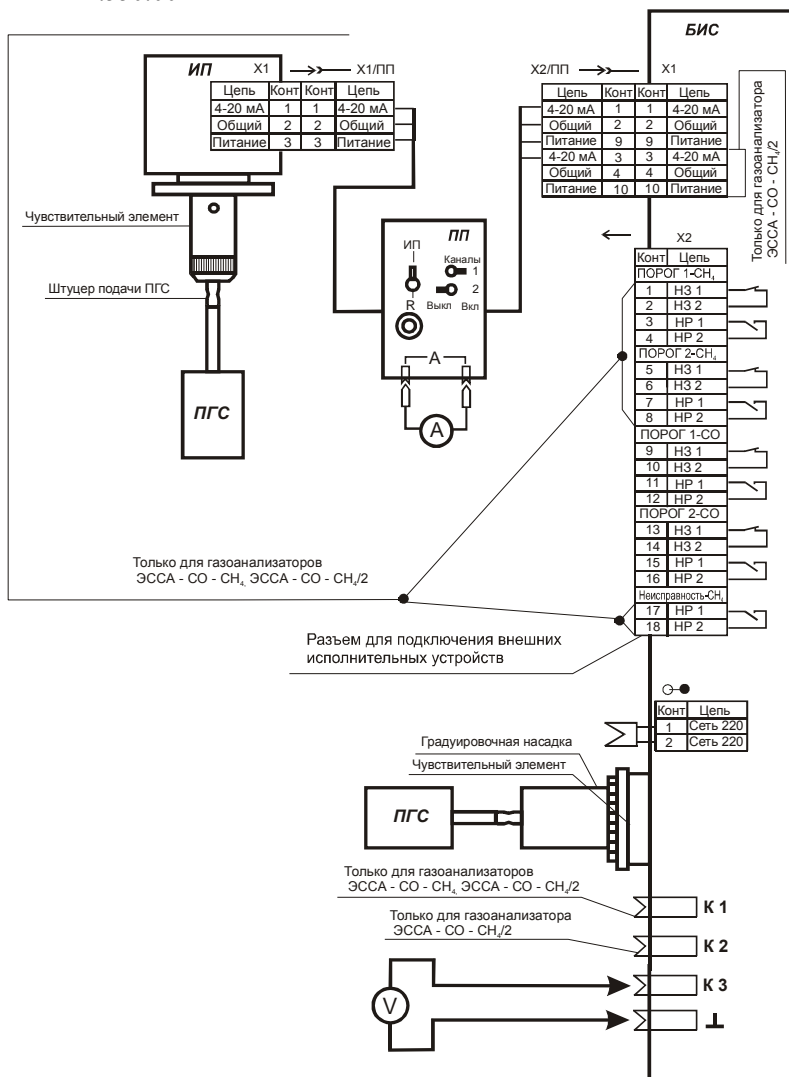 БИС
ИП
X1
X1/ПП
Цепь Конт Конт Цепь
4-20 мА 1 1 4-20 мА
Общий 2 2 Общий
Питание 3 3 Питание
X2/ПП
X1
Цепь Конт Конт Цепь
4-20 мА 1 1 4-20 мА
Общий 2 2 Общий
Питание 9 9 Питание
4-20 мА 3 3 4-20 мА
Общий 4 4 Общий
Питание 10 10 Питание
Только для газоанализатора
ЭССА - СО - СН₄/2
Чувствительный элемент
Штуцер подачи ПГС
ПГС
ПП
ИП
Каналы
1
2
R
Выкл Вкл
А
А
X2
Конт Цепь
ПОРОГ 1-СН₄
1 НЗ 1
2 НЗ 2
3 НР 1
4 НР 2
ПОРОГ 2-СН₄
5 НЗ 1
6 НЗ 2
7 НР 1
8 НР 2
ПОРОГ 1-СО
9 НЗ 1
10 НЗ 2
11 НР 1
12 НР 2
ПОРОГ 2-СО
13 НЗ 1
14 НЗ 2
15 НР 1
16 НР 2
Неисправность-СН₄
17 НР 1
18 НР 2
Только для газоанализаторов
ЭССА - СО - СН₄, ЭССА - СО - СН₄/2
Разъем для подключения внешних
исполнительных устройств
Конт Цепь
1 Сеть 220
2 Сеть 220
Градуировочная насадка
Чувствительный элемент
ПГС
Только для газоанализаторов
ЭССА - СО - СН₄, ЭССА - СО - СН₄/2
К 1
Только для газоанализатора
ЭССА - СО - СН₄/2
К 2
К 3
V